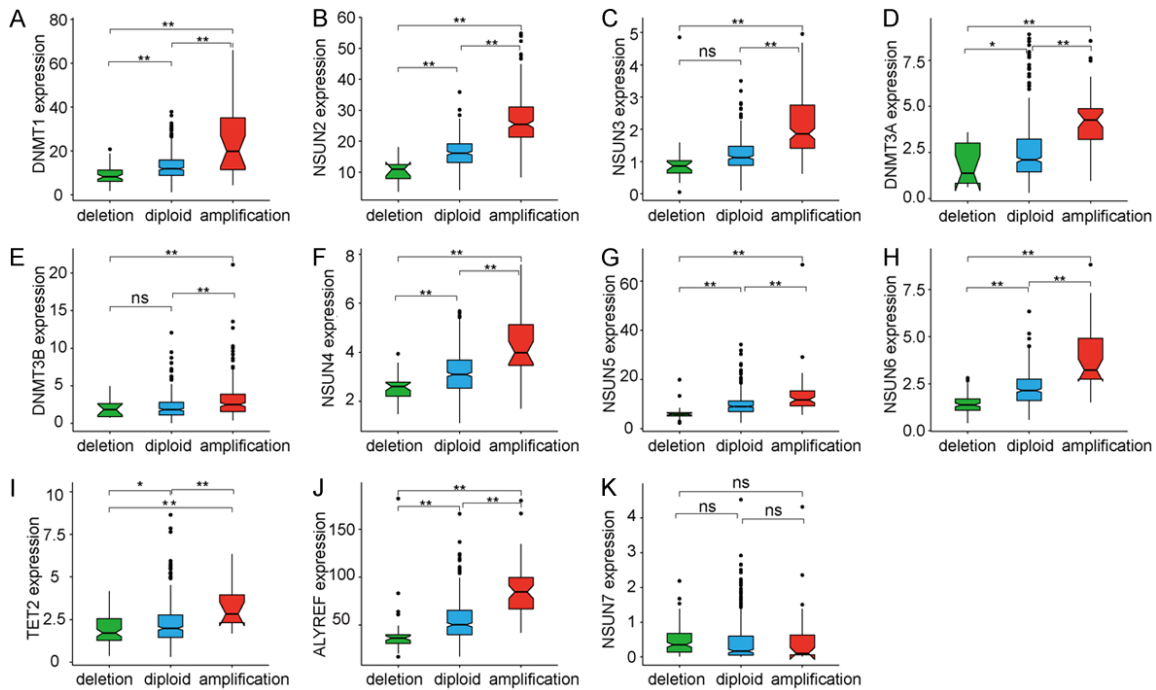 A
DNMT1 expression
80
60
40
20
0
**
**
**
deletion diploid amplification
B
NSUN2 expression
60
50
40
30
20
10
**
**
**
deletion diploid amplification
C
NSUN3 expression
5
4
3
2
1
0
**
ns
**
deletion diploid amplification
D
DNMT3A expression
7.5
5.0
2.5
0.0
**
*
**
deletion diploid amplification
E
DNMT3B expression
20
15
10
5
0
**
ns
**
deletion diploid amplification
F
NSUN4 expression
8
6
4
2
**
**
**
deletion diploid amplification
G
NSUN5 expression
60
40
20
0
**
**
**
deletion diploid amplification
H
NSUN6 expression
7.5
5.0
2.5
0.0
**
**
**
deletion diploid amplification
I
TET2 expression
10
7.5
5
2.5
0
*
**
**
deletion diploid amplification
J
ALYREF expression
150
100
50
**
**
**
deletion diploid amplification
K
NSUN7 expression
4
3
2
1
0
ns
ns
ns
deletion diploid amplification